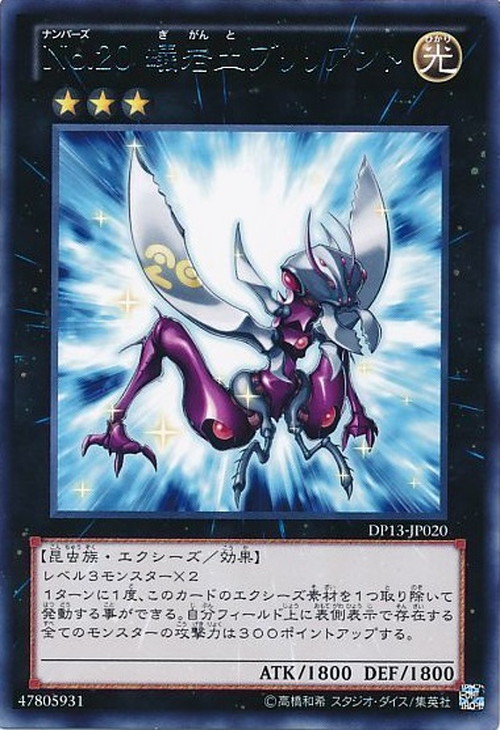 ナンバーズ ぎがんと
No.20 蟻岩土ブリリアント
ひかり
光
20
DP13-JP020
【昆虫族・エクシーズ/効果】
レベル3モンスター×2
1ターンに1度、このカードのエクシーズ素材を1つ取り除いて
発動する事ができる。自分フィールド上に表側表示で存在する
全てのモンスターの攻撃力は300ポイントアップする。
ATK/1800 DEF/1800
47805931
©高橋和希 スタジオ・ダイス/集英社